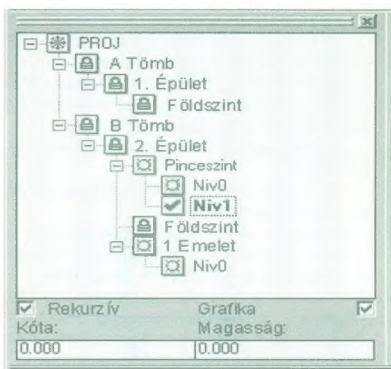 PROJ
A Tömb
1. Épület
Földszint
B Tömb
2. Épület
Pinceszint
Niv0
Niv1
Földszint
1 Emelet
Niv0
Rekurzív Grafika
Kóta: Magasság:
0.000 0.000